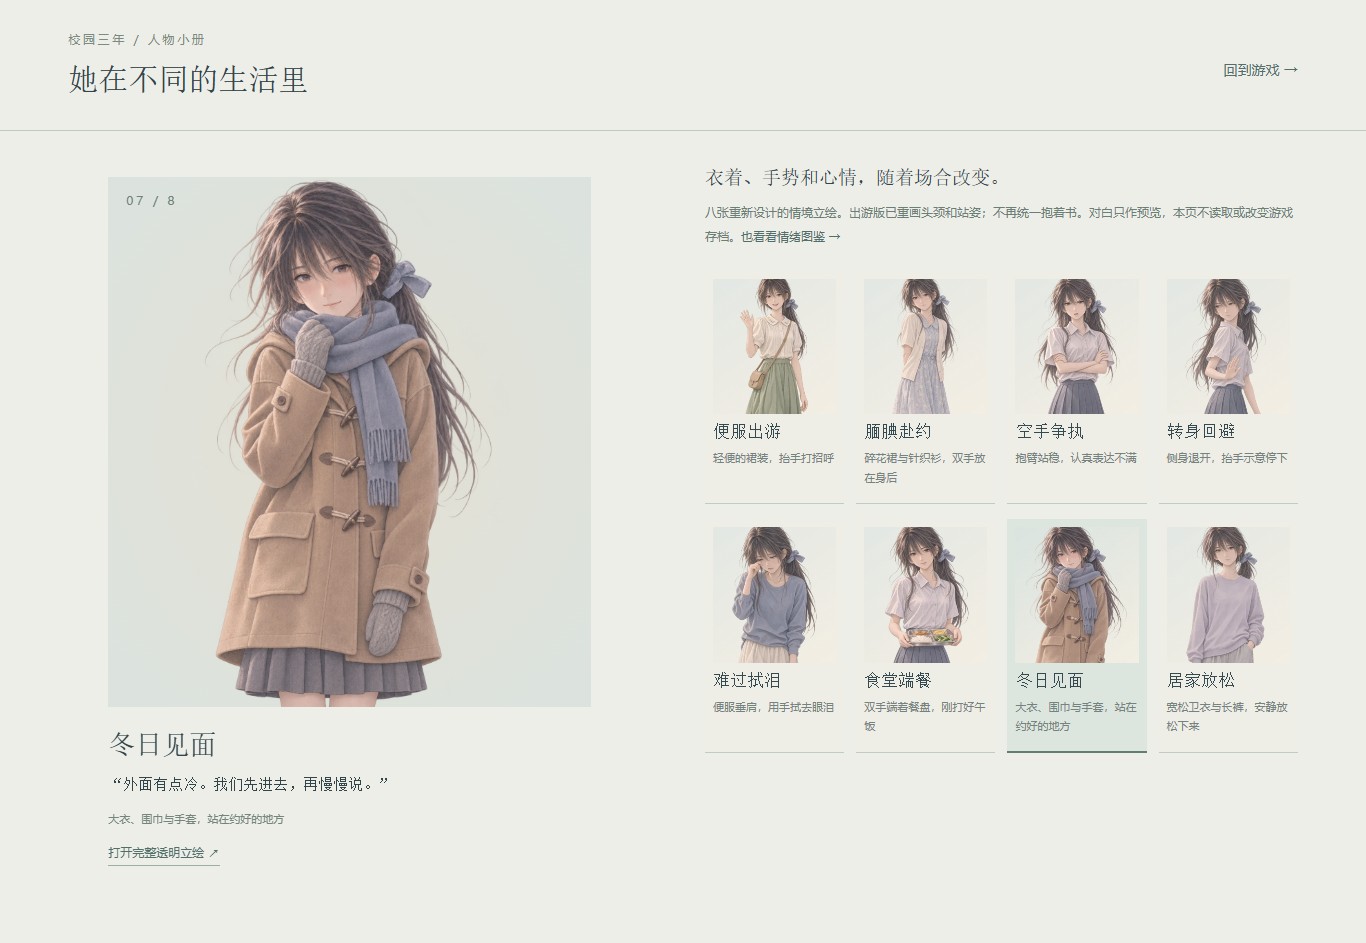 校园三年 / 人物小册
她在不同的生活里
回到游戏 →
07 / 8
冬日见面
“外面有点冷。我们先进去，再慢慢说。”
大衣、围巾与手套，站在约好的地方
打开完整透明立绘 ↗
衣着、手势和心情，随着场合改变。
八张重新设计的情境立绘。出游版已重画头颈和站姿；不再统一抱着书。对白只作预览，本页不读取或改变游戏
存档。也看看情绪图鉴 →
便服出游
轻便的裙装，抬手打招呼
腼腆赴约
碎花裙与针织衫，双手放
在身后
空手争执
抱臂站稳，认真表达不满
转身回避
侧身退开，抬手示意停下
难过拭泪
便服垂肩，用手拭去眼泪
食堂端餐
双手端着餐盘，刚打好午
饭
冬日见面
大衣、围巾与手套，站在
约好的地方
居家放松
宽松卫衣与长裤，安静放
松下来